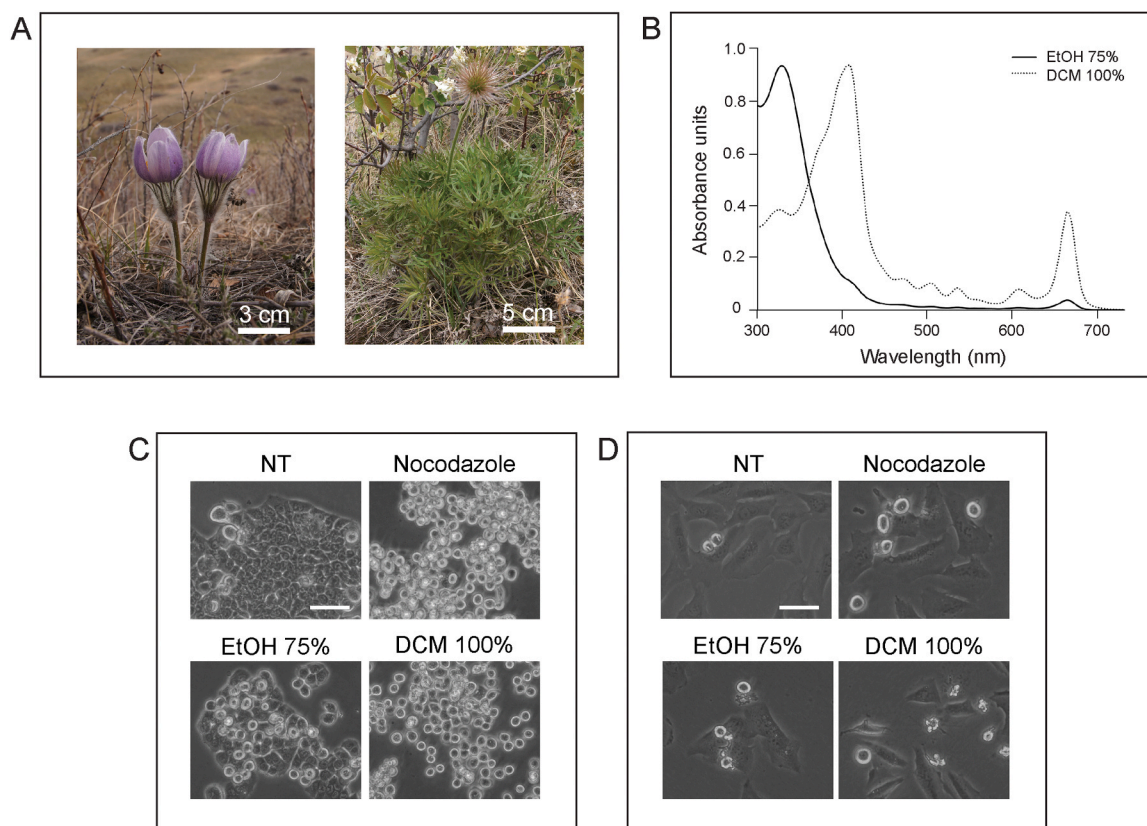 A
3 cm
5 cm
B
1.0
0.8
0.6
0.4
0.2
0
Absorbance units
300
400
500
600
700
Wavelength (nm)
EtOH 75%
DCM 100%
C
NT
Nocodazole
EtOH 75%
DCM 100%
D
NT
Nocodazole
EtOH 75%
DCM 100%